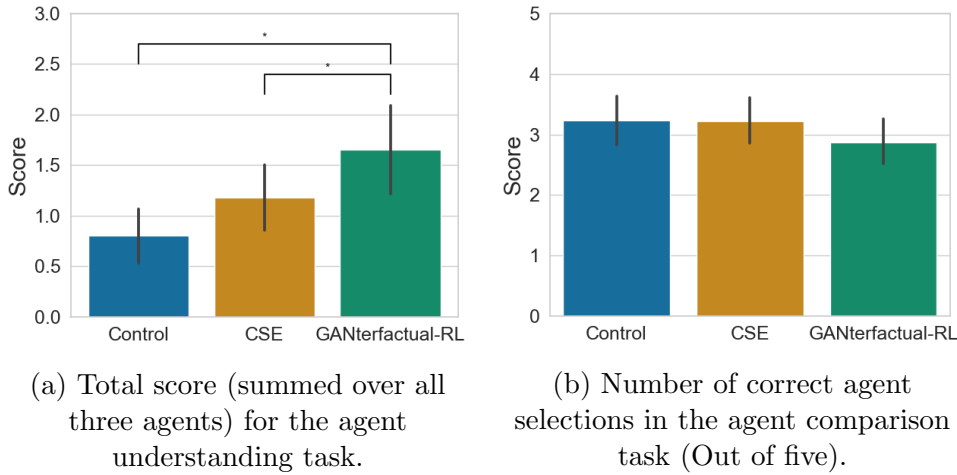 3.0
2.5
2.0
1.5
1.0
0.5
0.0
Score
*
*
Control CSE GANterfactual-RL
(a) Total score (summed over all
three agents) for the agent
understanding task.
5
4
3
2
1
0
Score
Control CSE GANterfactual-RL
(b) Number of correct agent
selections in the agent comparison
task (Out of five).